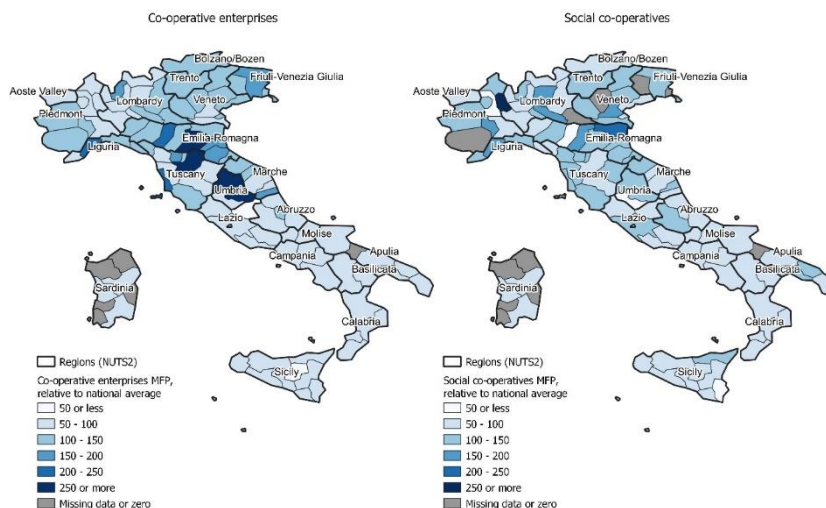 Co-operative enterprises
Bolzano/Bozen
Trento
Friuli-Venezia Giulia
Aoste Valley
Lombardy
Veneto
Piedmont
Emilia-Romagna
Liguria
Tuscany
Marche
Umbria
Abruzzo
Lazio
Molise
Campania
Apulia
Basilicata
Sardinia
Calabria
Sicily
Regions (NUTS2)
Co-operative enterprises MFP,
relative to national average
50 or less
50 - 100
100 - 150
150 - 200
200 - 250
250 or more
Missing data or zero
Social co-operatives
Bolzano/Bozen
Trento
Friuli-Venezia Giulia
Aoste Valley
Lombardy
Veneto
Piedmont
Emilia-Romagna
Liguria
Tuscany
Marche
Umbria
Abruzzo
Lazio
Molise
Campania
Apulia
Basilicata
Sardinia
Calabria
Sicily
Regions (NUTS2)
Social co-operatives MFP,
relative to national average
50 or less
50 - 100
100 - 150
150 - 200
200 - 250
250 or more
Missing data or zero